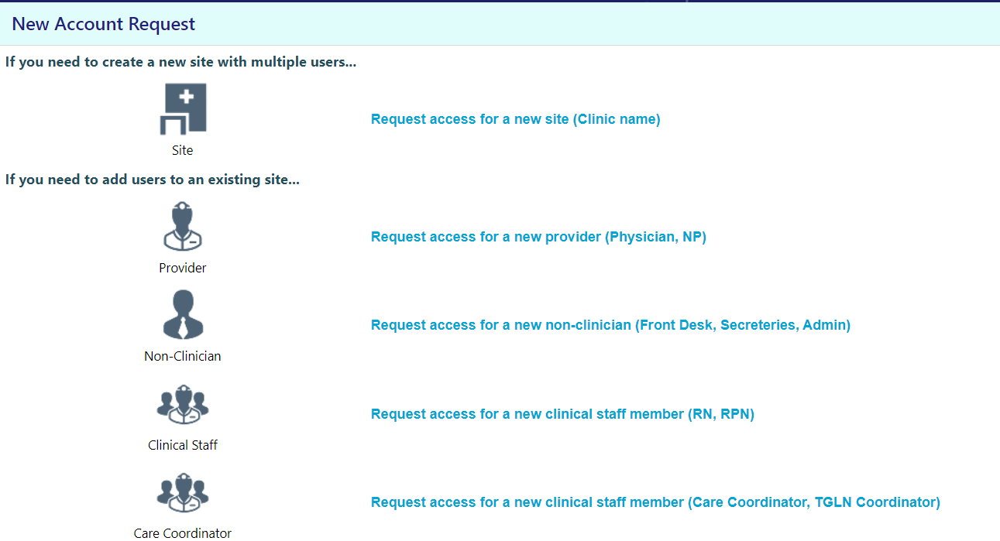 New Account Request
If you need to create a new site with multiple users...
Request access for a new site (Clinic name)
Site
If you need to add users to an existing site...
Request access for a new provider (Physician, NP)
Provider
Request access for a new non-clinician (Front Desk, Secreteries, Admin)
Non-Clinician
Request access for a new clinical staff member (RN, RPN)
Clinical Staff
Request access for a new clinical staff member (Care Coordinator, TGLN Coordinator)
Care Coordinator